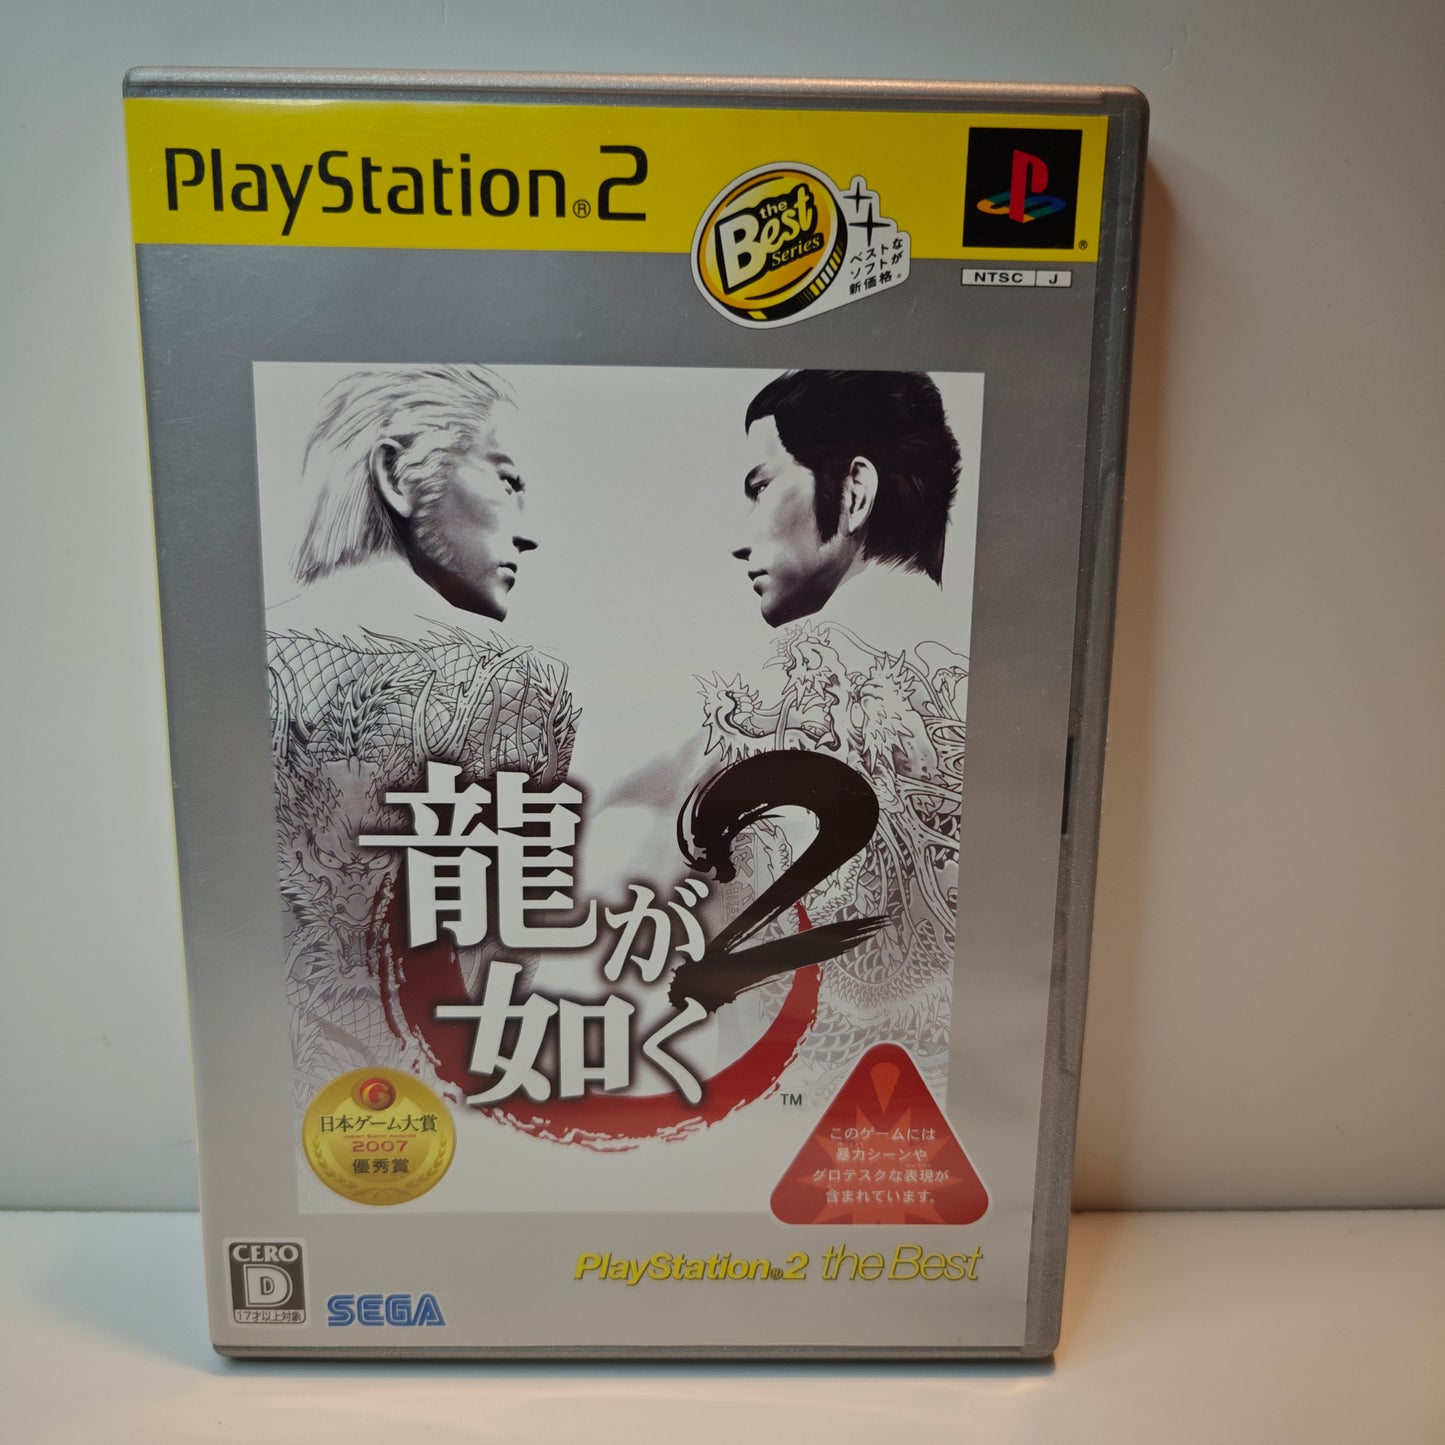 PlayStation®2
the
Best
Series
ベストな
ソフトが
新価格。
®
NTSC J
龍が
如く
2
TM
G
日本ゲーム大賞
Japan Game Awards
2007
優秀賞
このゲームには
暴力シーンや
グロテスクな表現が
含まれています。
PlayStation®2 the Best
CERO
D
17才以上対象
SEGA